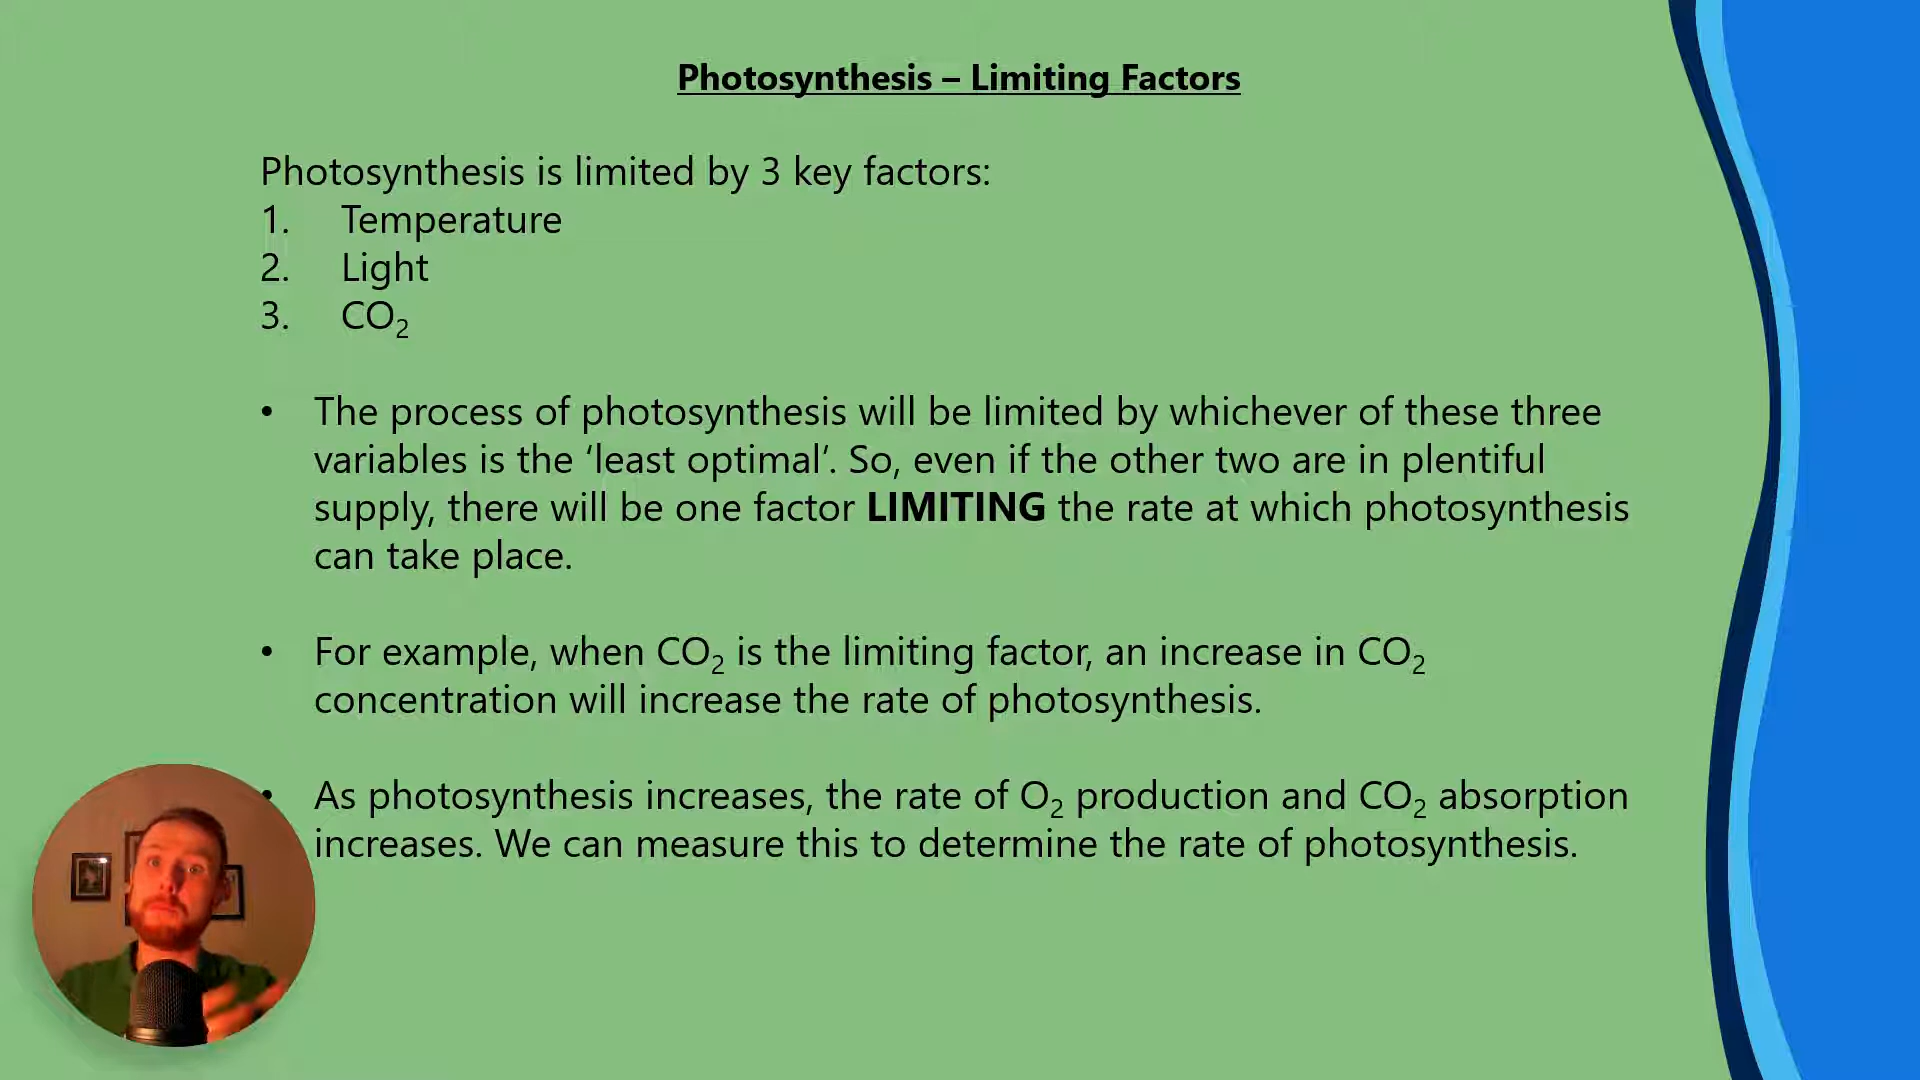 Photosynthesis – Limiting Factors
Photosynthesis is limited by 3 key factors:
1. Temperature
2. Light
3. CO₂
• The process of photosynthesis will be limited by whichever of these three
variables is the ‘least optimal’. So, even if the other two are in plentiful
supply, there will be one factor LIMITING the rate at which photosynthesis
can take place.
• For example, when CO₂ is the limiting factor, an increase in CO₂
concentration will increase the rate of photosynthesis.
• As photosynthesis increases, the rate of O₂ production and CO₂ absorption
increases. We can measure this to determine the rate of photosynthesis.